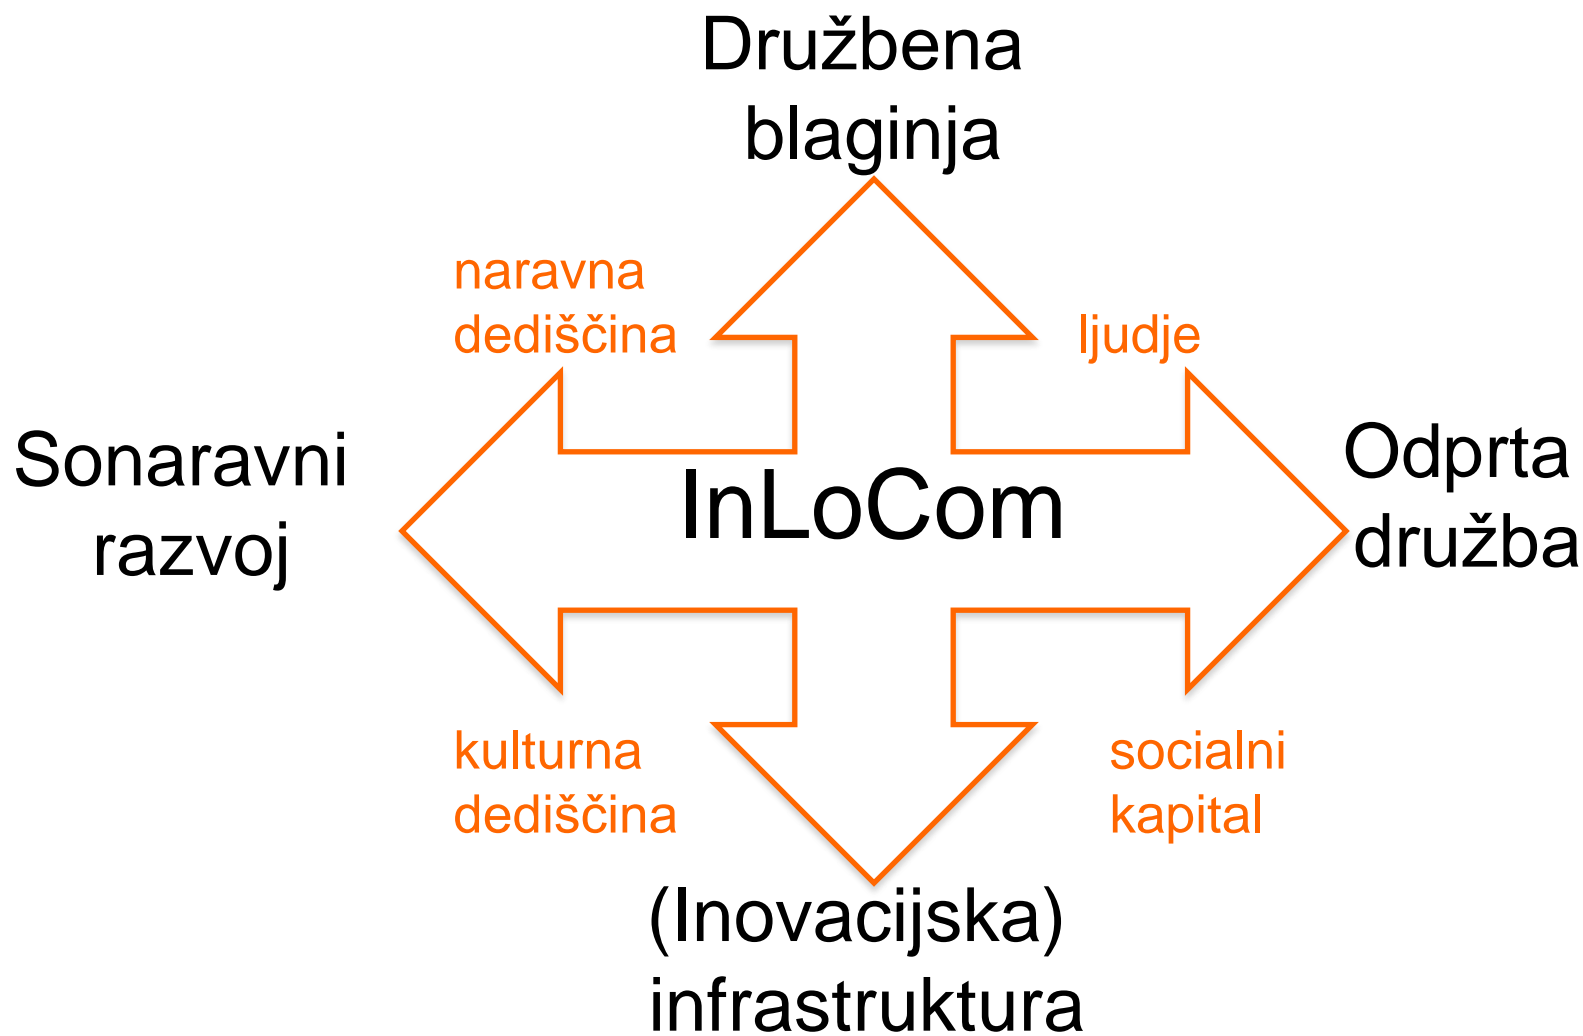 Družbena
blaginja
naravna
dediščina
ljudje
Sonaravni
razvoj
InLoCom
Odprta
družba
kulturna
dediščina
socialni
kapital
(Inovacijska)
infrastruktura